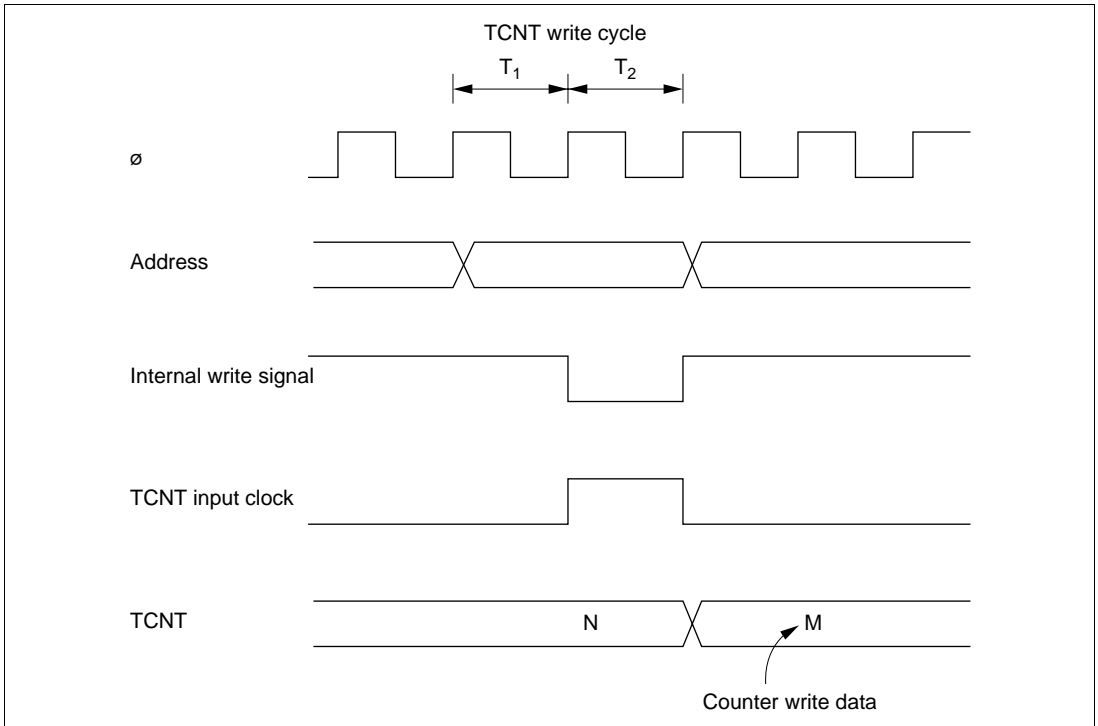 TCNT write cycle
T1 T2
ø
Address
Internal write signal
TCNT input clock
TCNT N M
Counter write data